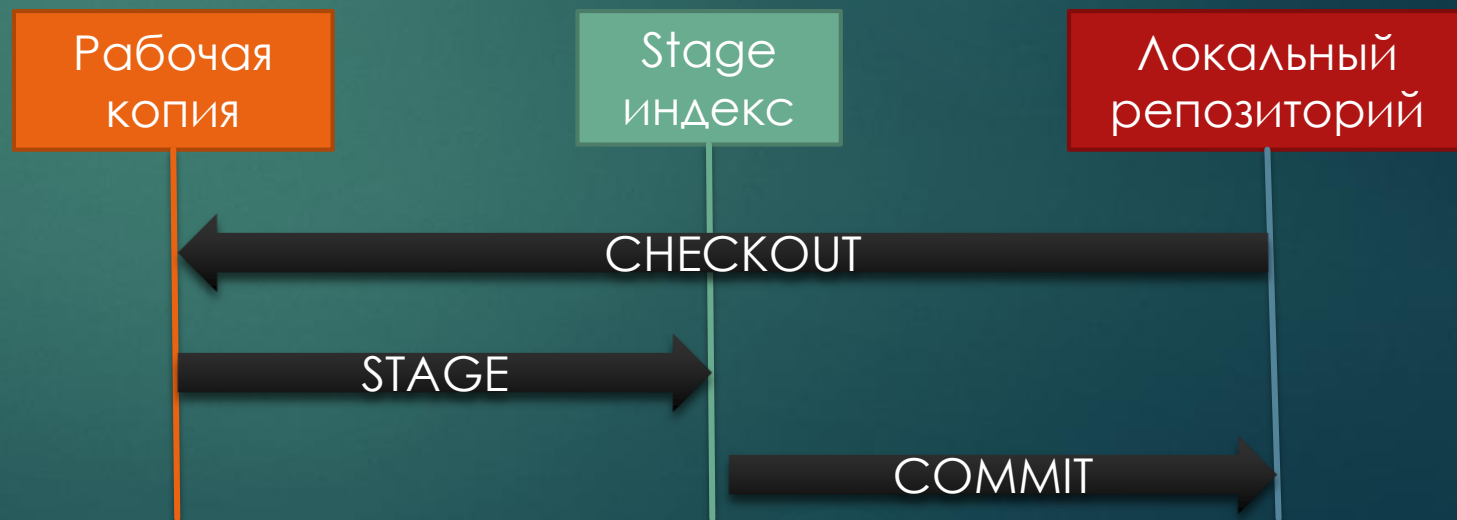 Рабочая
копия
Stage
индекс
Локальный
репозиторий
CHECKOUT
STAGE
COMMIT